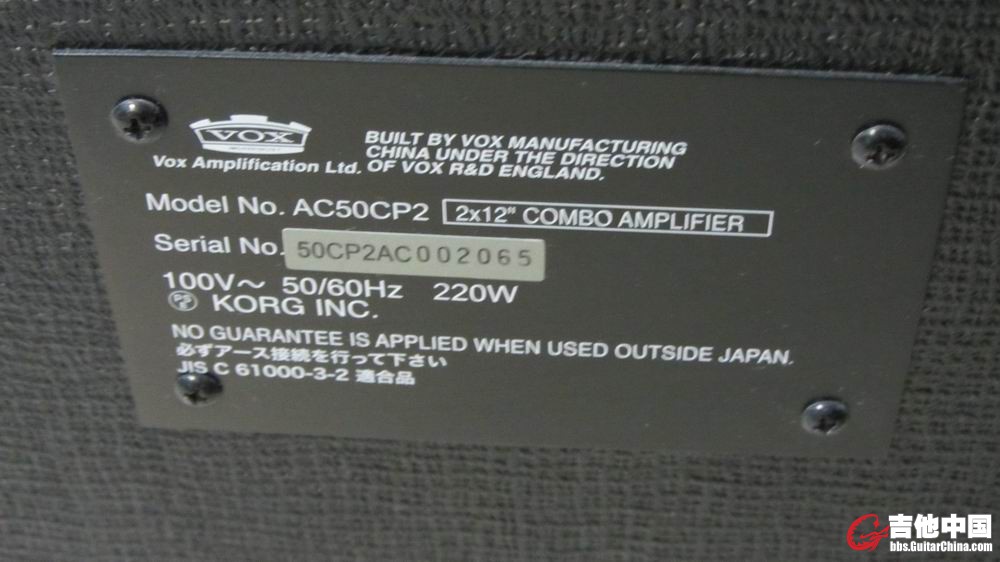 VOX
Vox Amplification Ltd.
BUILT BY VOX MANUFACTURING
CHINA UNDER THE DIRECTION
OF VOX R&D ENGLAND.
Model No. AC50CP2 2x12" COMBO AMPLIFIER
Serial No. 50CP2AC002065
100V～ 50/60Hz 220W
PS E KORG INC.
NO GUARANTEE IS APPLIED WHEN USED OUTSIDE JAPAN.
必ずアース接続を行って下さい
JIS C 61000-3-2 適合品
吉他中国
bbs.GuitarChina.com